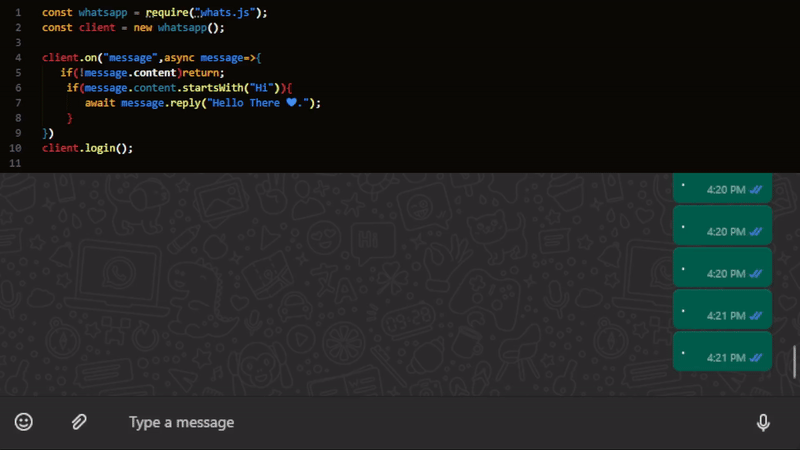 1 const whatsapp = require("whats.js");
2 const client = new whatsapp();
3
4 client.on("message",async message=>{
5 if(!message.content)return;
6 if(message.content.startsWith("Hi")){
7 await message.reply("Hello There 💙.");
8 }
9 })
10 client.login();
11
. 4:20 PM
. 4:20 PM
. 4:20 PM
. 4:21 PM
. 4:21 PM
Hi
Type a message